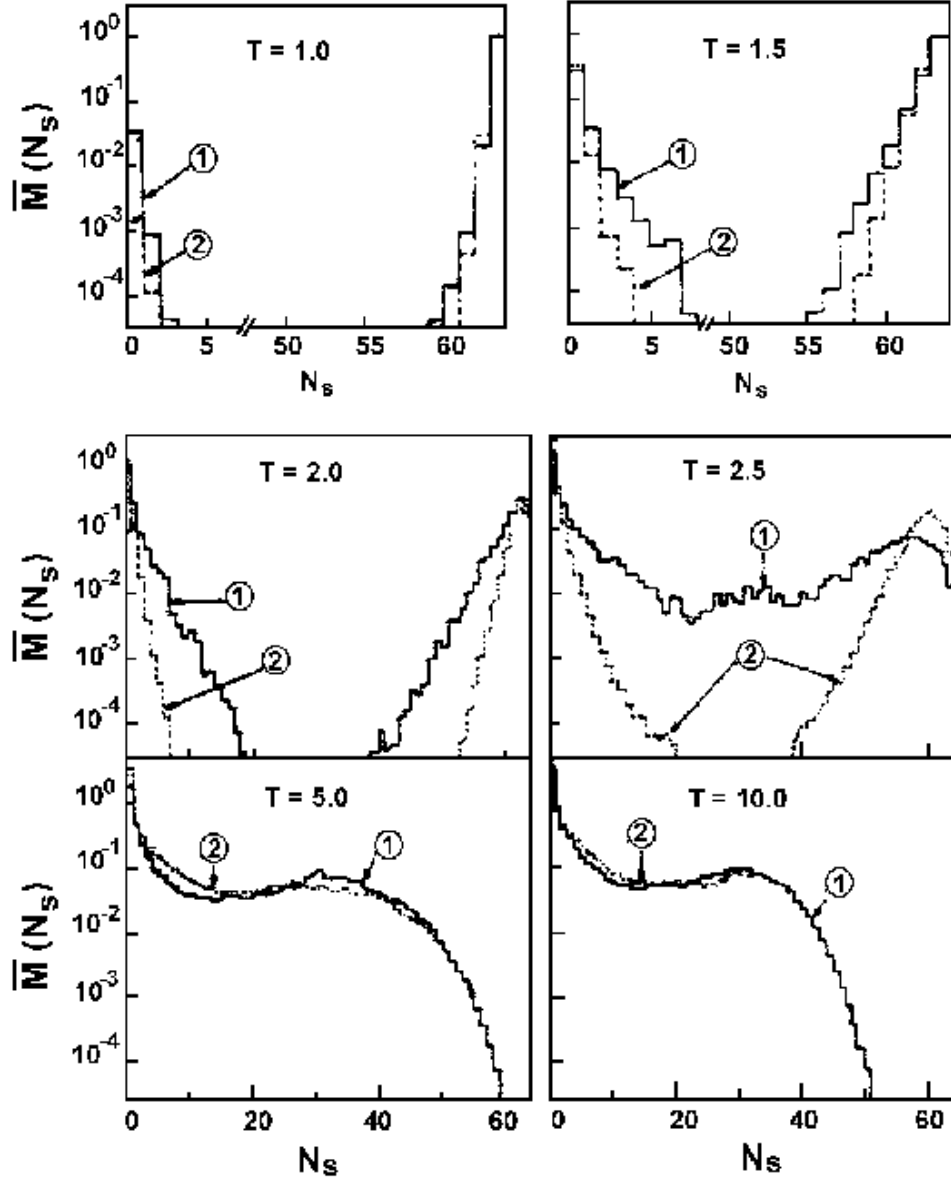 T = 1.0
M̅ (Nₛ)
10⁰
10⁻¹
10⁻²
10⁻³
10⁻⁴
①
②
0 5 50 55 60
Nₛ
T = 1.5
①
②
0 5 50 55 60
Nₛ
T = 2.0
M̅ (Nₛ)
10⁰
10⁻¹
10⁻²
10⁻³
10⁻⁴
①
②
T = 2.5
①
②
T = 5.0
M̅ (Nₛ)
10⁰
10⁻¹
10⁻²
10⁻³
10⁻⁴
②
①
0 20 40 60
Nₛ
T = 10.0
②
①
0 20 40 60
Nₛ